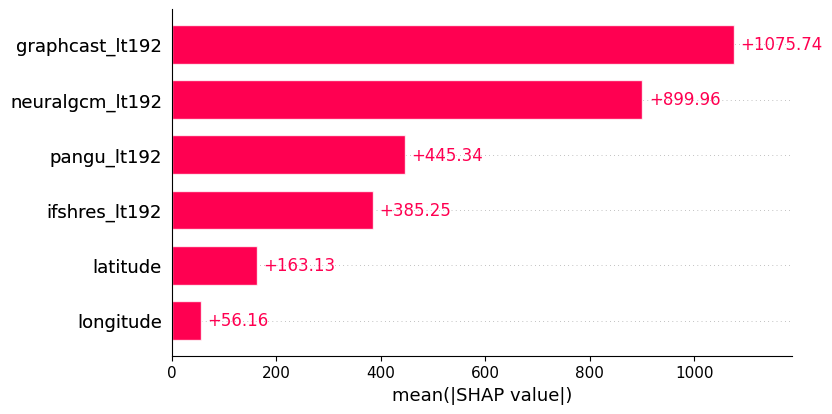 graphcast_lt192 +1075.74
neuralgcm_lt192 +899.96
pangu_lt192 +445.34
ifshres_lt192 +385.25
latitude +163.13
longitude +56.16
0 200 400 600 800 1000
mean(|SHAP value|)